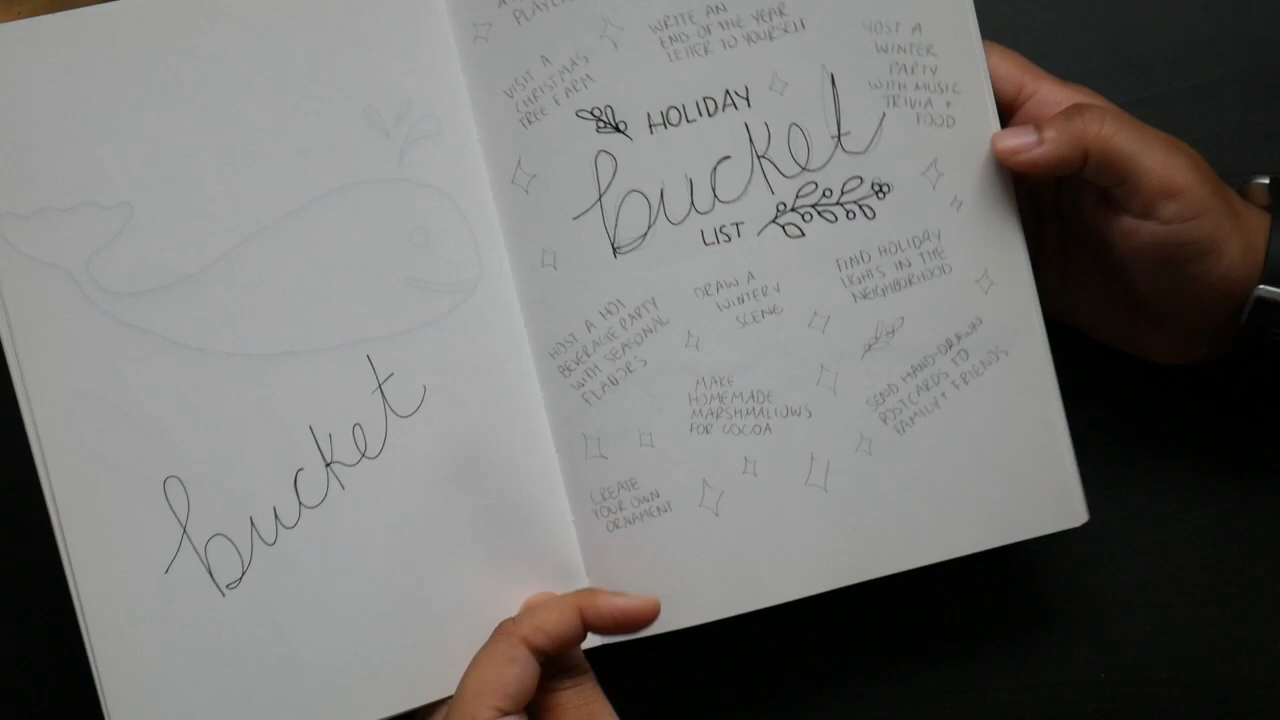 bucket
PLAYLIST
WRITE AN
END OF THE YEAR
LETTER TO YOURSELF
HOST A
WINTER
PARTY
WITH MUSIC
TRIVIA +
FOOD
VISIT A
CHRISTMAS
TREE FARM
HOLIDAY
bucket
LIST
FIND HOLIDAY
LIGHTS IN THE
NEIGHBORHOOD
DRAW A
WINTERY
SCENE
HOST A HOT
BEVERAGE PARTY
WITH SEASONAL
FLAVORS
MAKE
HOMEMADE
MARSHMALLOWS
FOR COCOA
SEND HAND-DRAWN
POSTCARDS TO
FAMILY + FRIENDS
CREATE
YOUR OWN
ORNAMENT